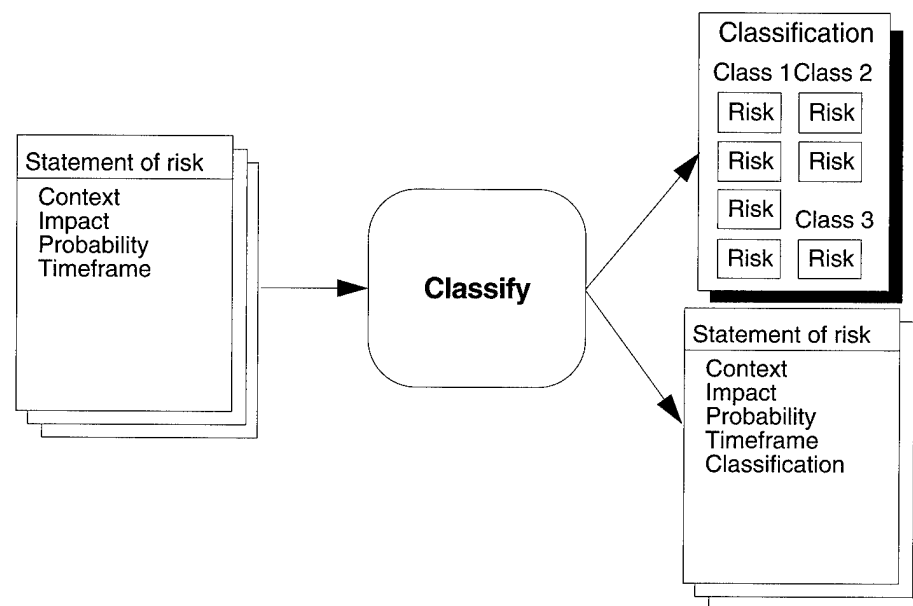 Statement of risk
Context
Impact
Probability
Timeframe
Classify
Classification
Class 1 Class 2
Risk Risk
Risk Risk
Risk
Class 3
Risk Risk
Statement of risk
Context
Impact
Probability
Timeframe
Classification